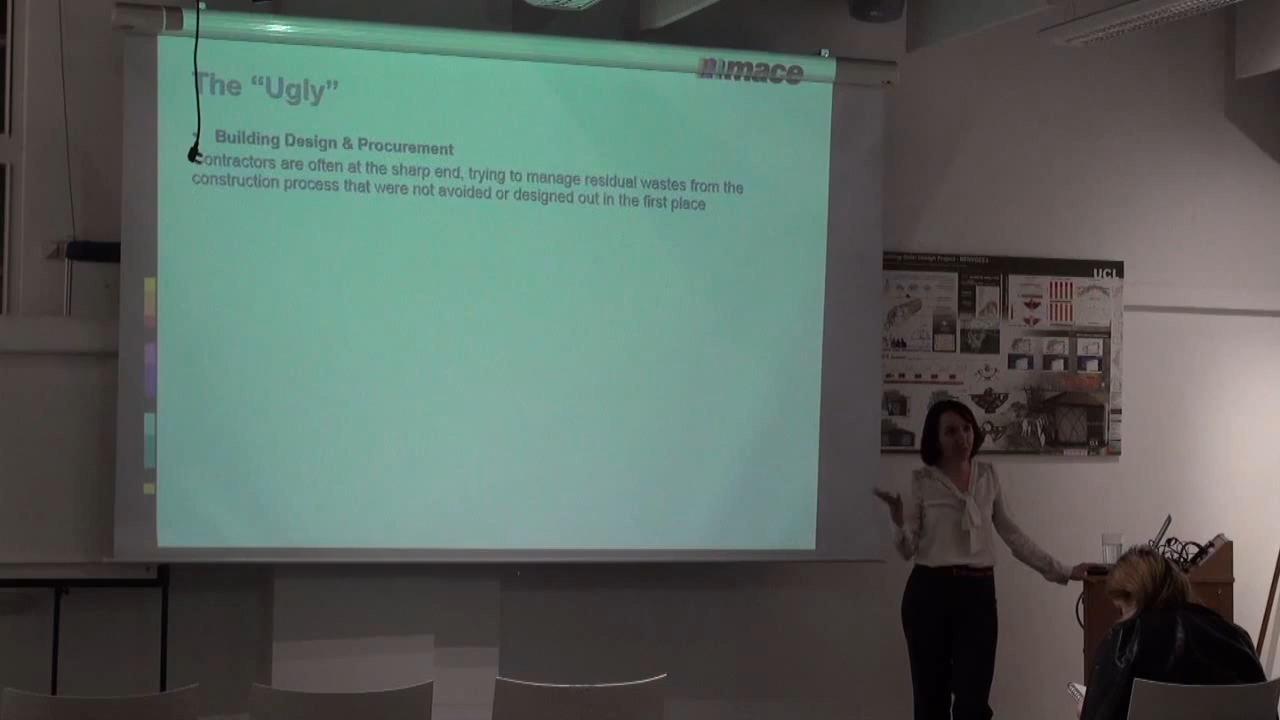 The “Ugly”
mace
Building Design & Procurement
Contractors are often at the sharp end, trying to manage residual wastes from the
construction process that were not avoided or designed out in the first place
UCL